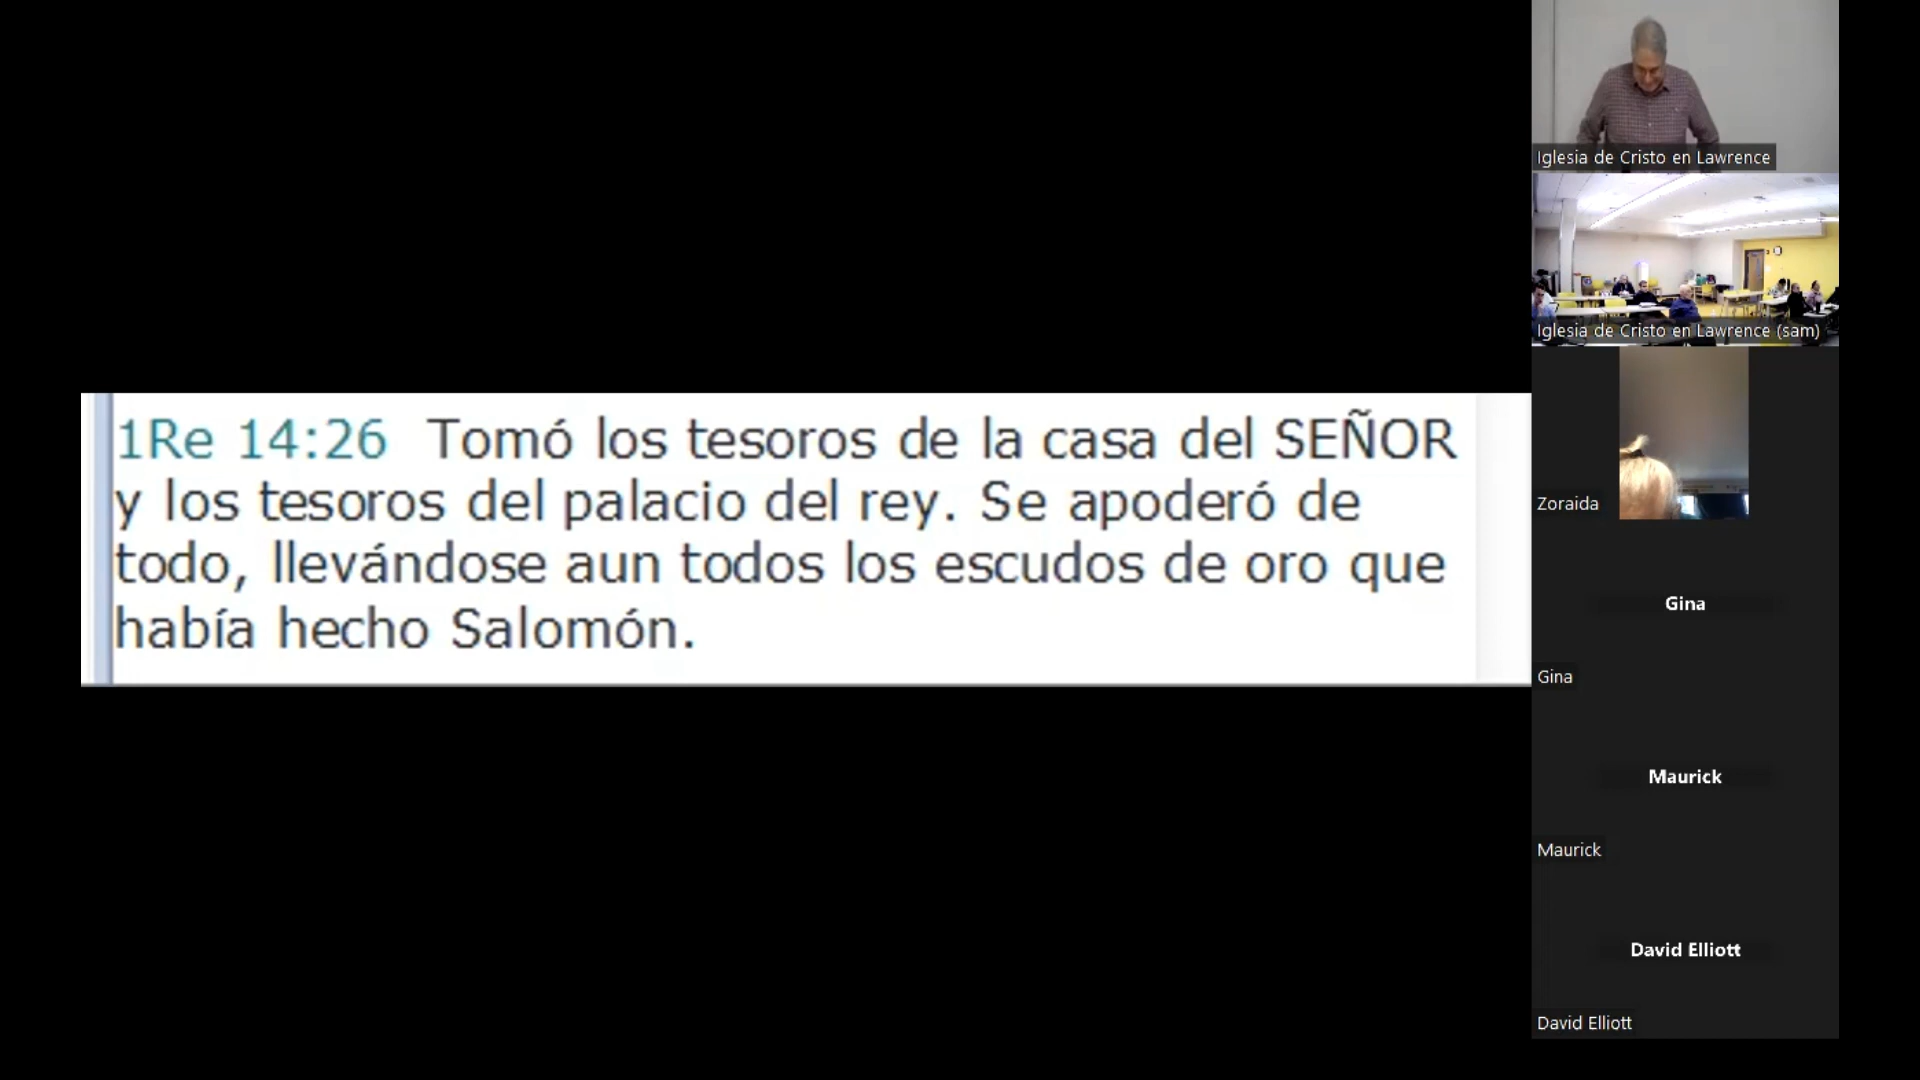 1Re 14:26 Tomó los tesoros de la casa del SEÑOR
y los tesoros del palacio del rey. Se apoderó de
todo, llevándose aun todos los escudos de oro que
había hecho Salomón.
Iglesia de Cristo en Lawrence
Iglesia de Cristo en Lawrence (sam)
Zoraida
Gina
Gina
Maurick
Maurick
David Elliott
David Elliott